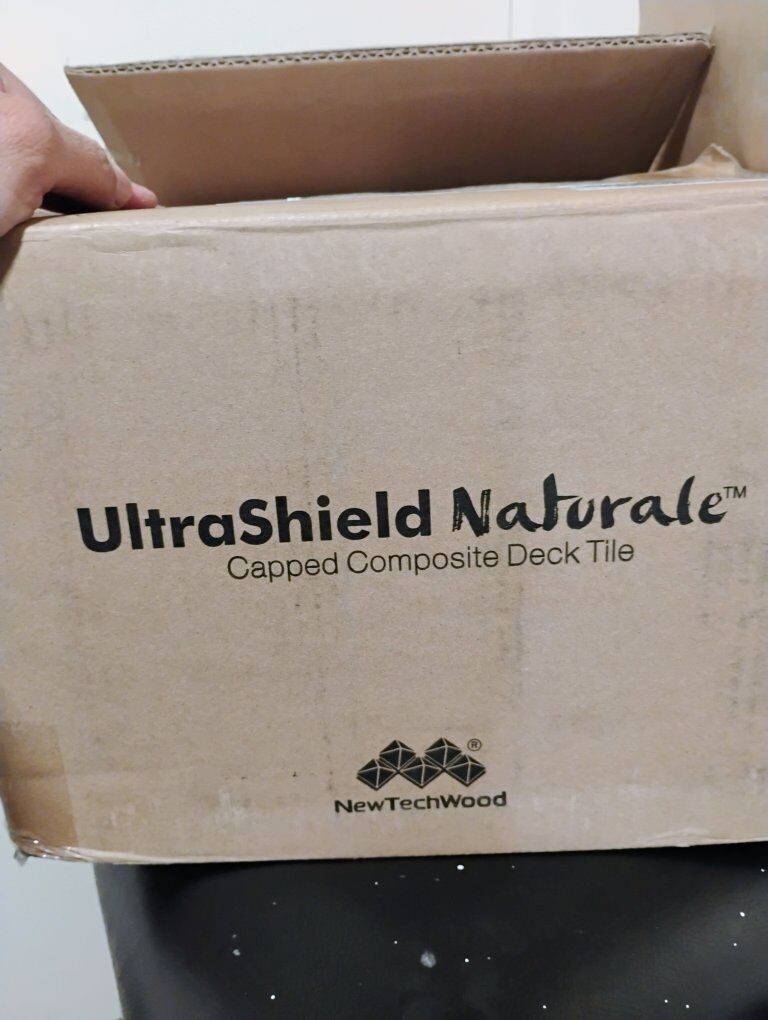 UltraShield Naturale™
Capped Composite Deck Tile
®
NewTechWood